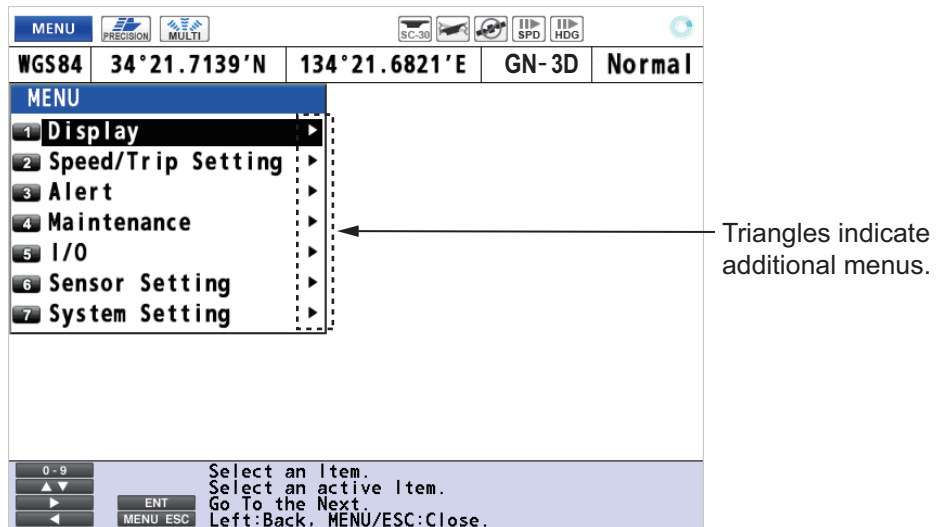 MENU PRECISION MULTI SC-30 SPD HDG
WGS84 34°21.7139′N 134°21.6821′E GN-3D Normal
MENU
1 Display ▶
2 Speed/Trip Setting ▶
3 Alert ▶
4 Maintenance ▶
5 I/O ▶
6 Sensor Setting ▶
7 System Setting ▶
Triangles indicate
additional menus.
0-9 Select an Item.
▲▼ Select an active Item.
▶ ENT Go To the Next.
◀ MENU ESC Left:Back, MENU/ESC:Close.